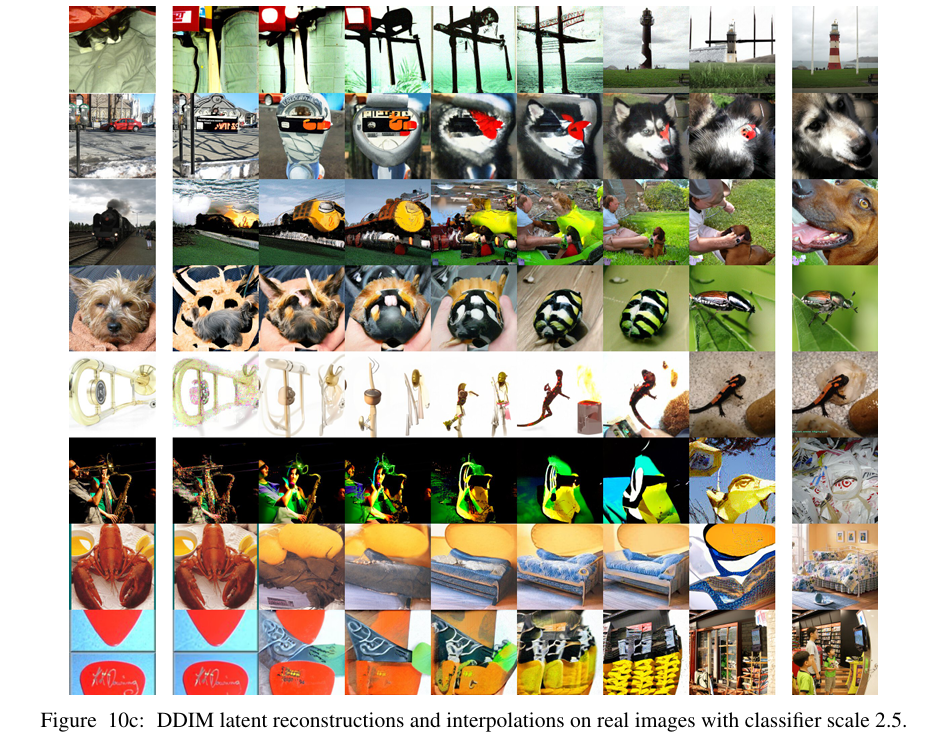 Figure 10c: DDIM latent reconstructions and interpolations on real images with classifier scale 2.5.